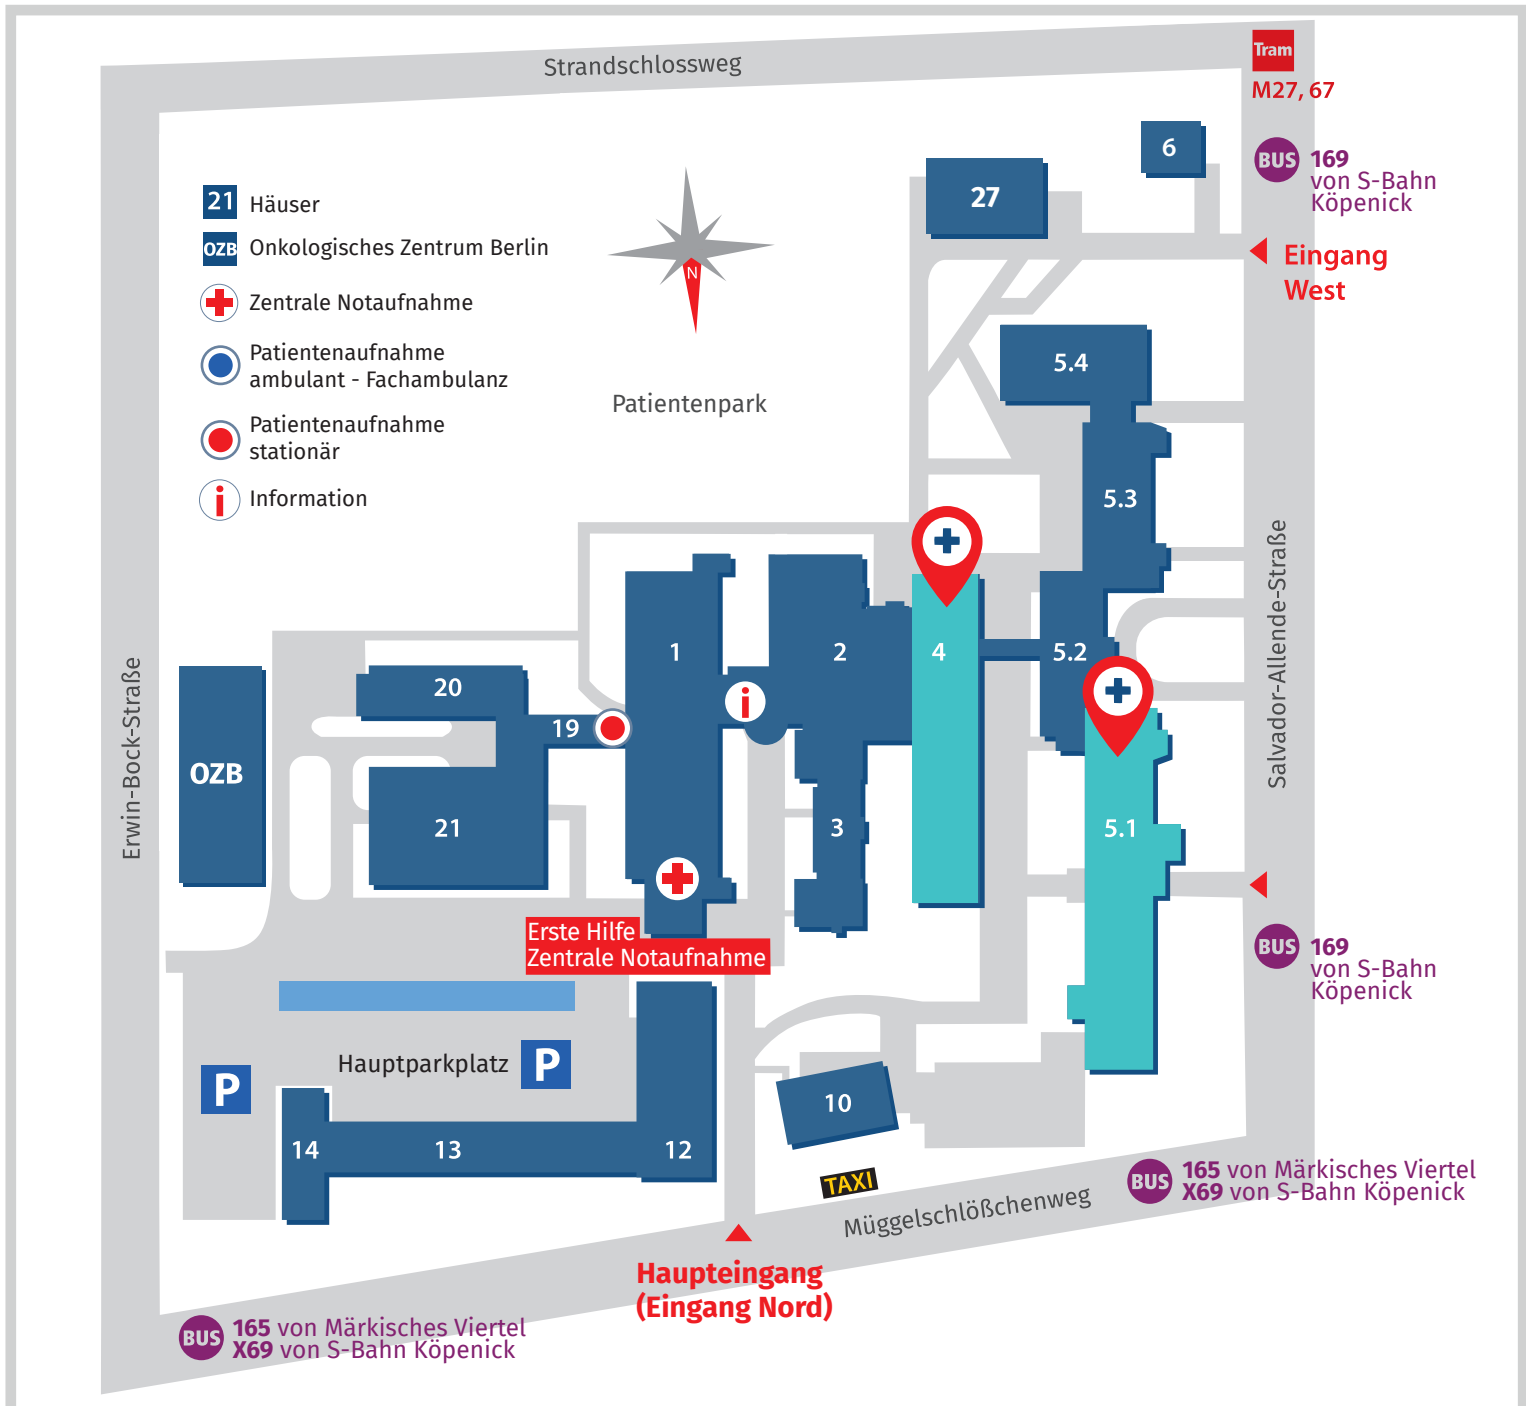 Strandschlossweg
Tram
M27, 67
6
BUS 169
von S-Bahn
Köpenick
27
21 Häuser
OZB Onkologisches Zentrum Berlin
Zentrale Notaufnahme
Patientenaufnahme
ambulant - Fachambulanz
Patientenaufnahme
stationär
i Information
N
Eingang
West
Patientenpark
5.4
5.3
Salvador-Allende-Straße
Erwin-Bock-Straße
1
2
4
5.2
20
i
19
OZB
21
3
5.1
Erste Hilfe
Zentrale Notaufnahme
BUS 169
von S-Bahn
Köpenick
Hauptparkplatz P
P
10
14
13
12
TAXI
Müggelschlößchenweg
BUS 165 von Märkisches Viertel
X69 von S-Bahn Köpenick
Haupteingang
(Eingang Nord)
BUS 165 von Märkisches Viertel
X69 von S-Bahn Köpenick